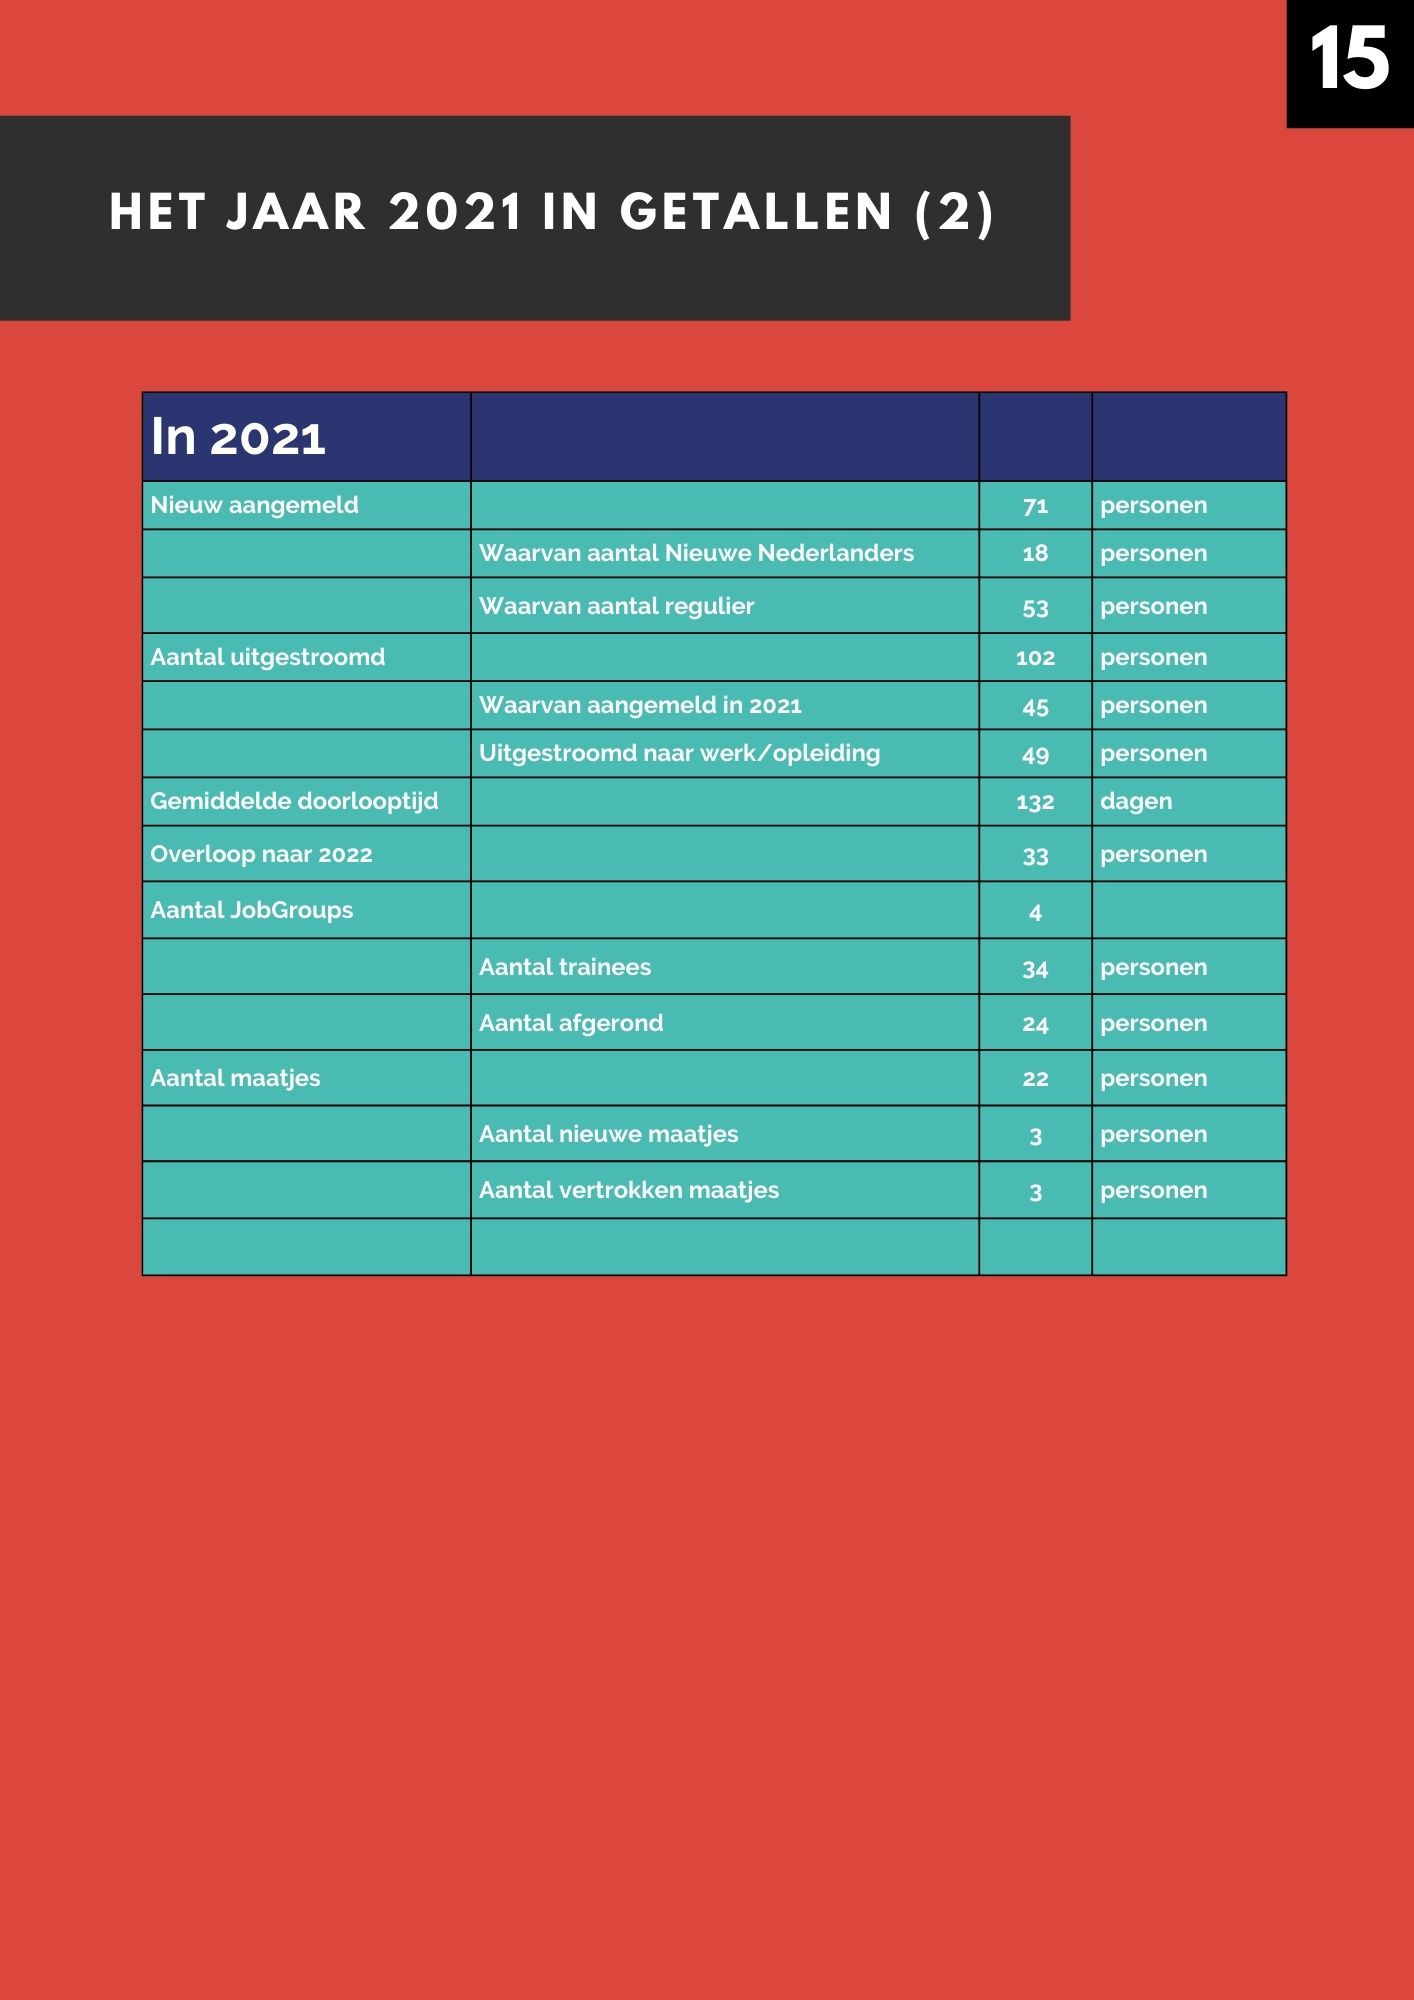 15
HET JAAR 2021 IN GETALLEN (2)
In 2021
Nieuw aangemeld 71 personen
Waarvan aantal Nieuwe Nederlanders 18 personen
Waarvan aantal regulier 53 personen
Aantal uitgestroomd 102 personen
Waarvan aangemeld in 2021 45 personen
Uitgestroomd naar werk/opleiding 49 personen
Gemiddelde doorlooptijd 132 dagen
Overloop naar 2022 33 personen
Aantal JobGroups 4
Aantal trainees 34 personen
Aantal afgerond 24 personen
Aantal maatjes 22 personen
Aantal nieuwe maatjes 3 personen
Aantal vertrokken maatjes 3 personen